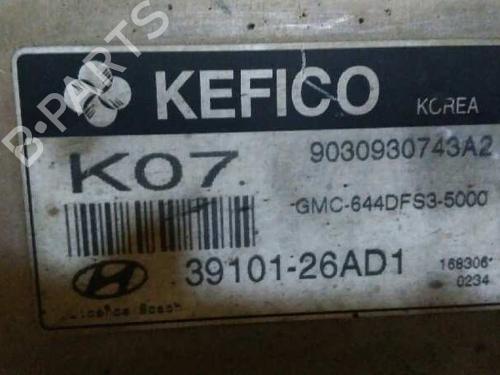 KEFICO KOREA
K07 9030930743A2
GMC-644DFS3-5000
39101-26AD1 168306
0234
B-PARTS